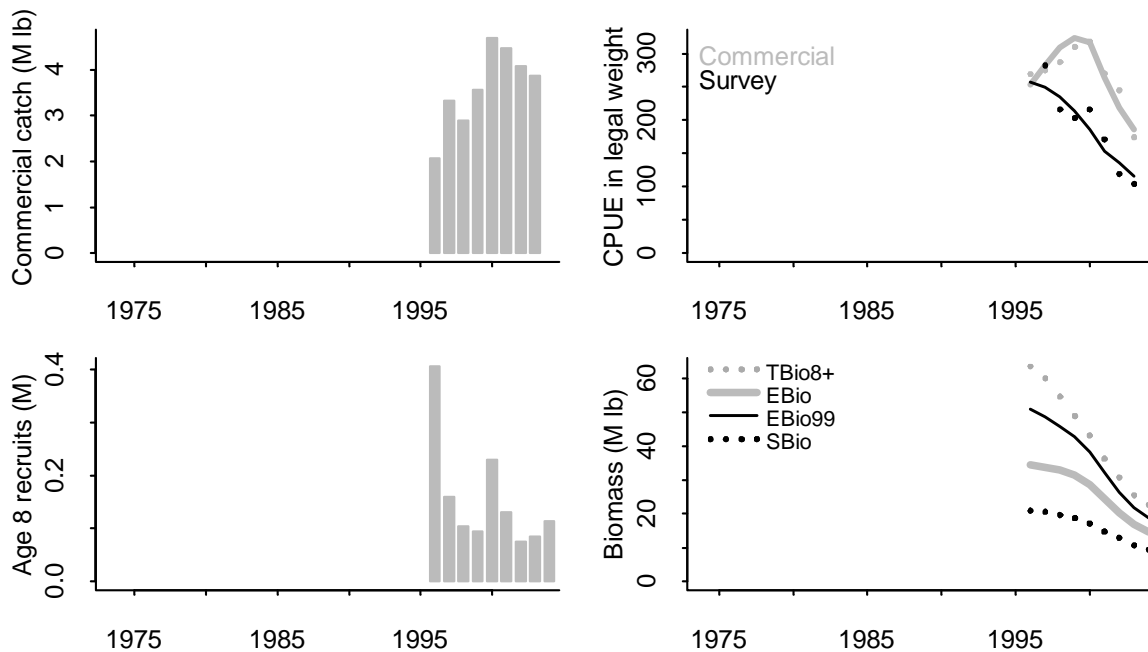 Commercial catch (M lb)
0 1 2 3 4
1975 1985 1995
CPUE in legal weight
0 100 200 300
Commercial
Survey
1975 1985 1995
Age 8 recruits (M)
0.0 0.2 0.4
1975 1985 1995
Biomass (M lb)
0 20 40 60
TBio8+
EBio
EBio99
SBio
1975 1985 1995